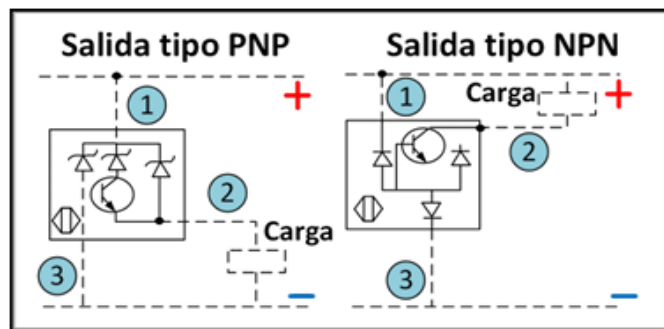 Salida tipo PNP
1
+
2
Carga
3
−
Salida tipo NPN
1
Carga
+
2
3
−